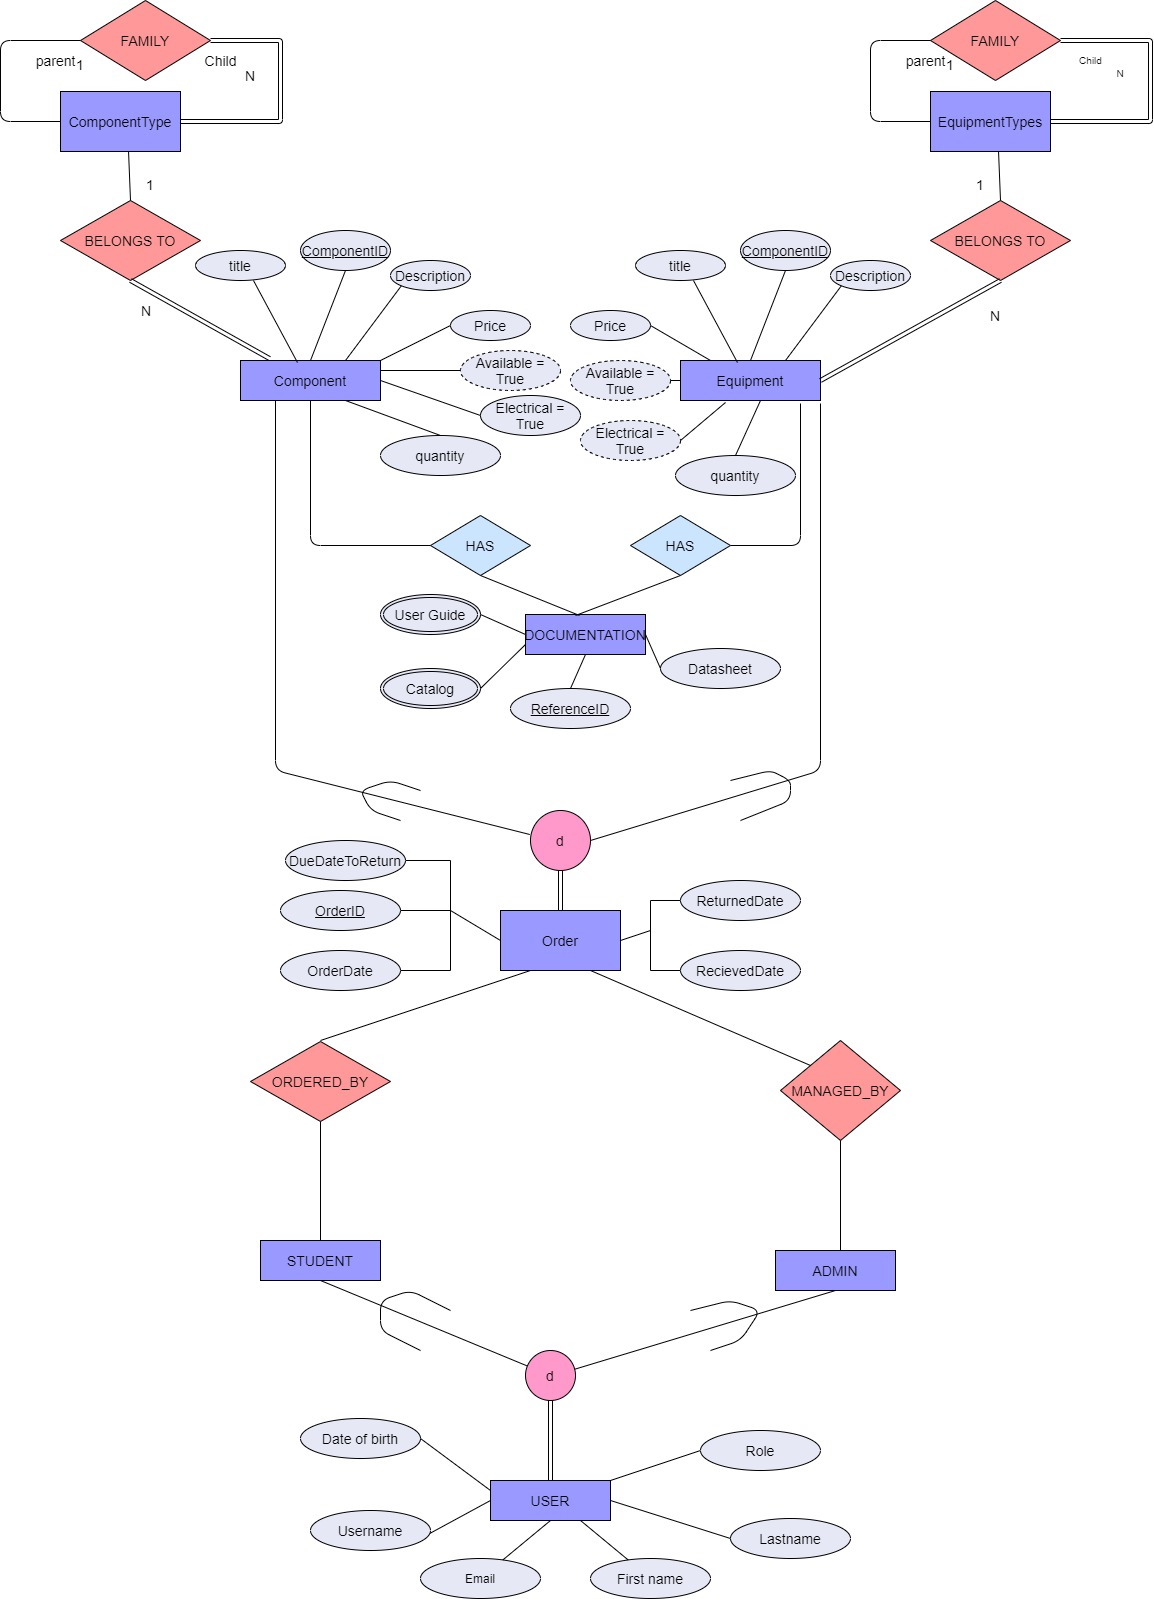 FAMILY
FAMILY
parent
1
Child
N
parent
1
Child
N
ComponentType
EquipmentTypes
1
1
BELONGS TO
BELONGS TO
title
ComponentID
Description
title
ComponentID
Description
N
N
Price
Price
Available =
True
Available =
True
Component
Equipment
Electrical =
True
Electrical =
True
quantity
quantity
HAS
HAS
User Guide
DOCUMENTATION
Datasheet
Catalog
ReferenceID
d
DueDateToReturn
OrderID
OrderDate
Order
ReturnedDate
RecievedDate
ORDERED_BY
MANAGED_BY
STUDENT
ADMIN
d
Date of birth
Role
USER
Username
Lastname
Email
First name